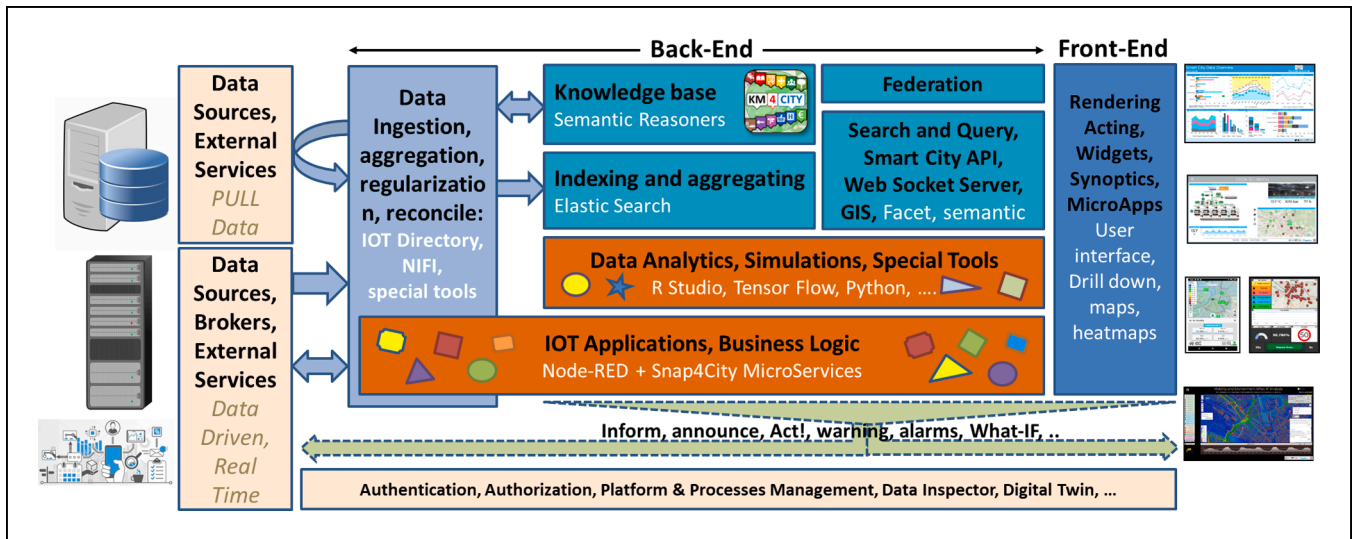 Back-End
Front-End
Data
Sources,
External
Services
PULL
Data
Data
Sources,
Brokers,
External
Services
Data
Driven,
Real
Time
Data
Ingestion,
aggregation,
regularizatio
n, reconcile:
IOT Directory,
NIFI,
special tools
Knowledge base
Semantic Reasoners
KM 4 CITY
Indexing and aggregating
Elastic Search
Federation
Search and Query,
Smart City API,
Web Socket Server,
GIS, Facet, semantic
Data Analytics, Simulations, Special Tools
R Studio, Tensor Flow, Python, ....
IOT Applications, Business Logic
Node-RED + Snap4City MicroServices
Rendering
Acting,
Widgets,
Synoptics,
MicroApps
User
interface,
Drill down,
maps,
heatmaps
Inform, announce, Act!, warning, alarms, What-IF, ..
Authentication, Authorization, Platform & Processes Management, Data Inspector, Digital Twin, ...